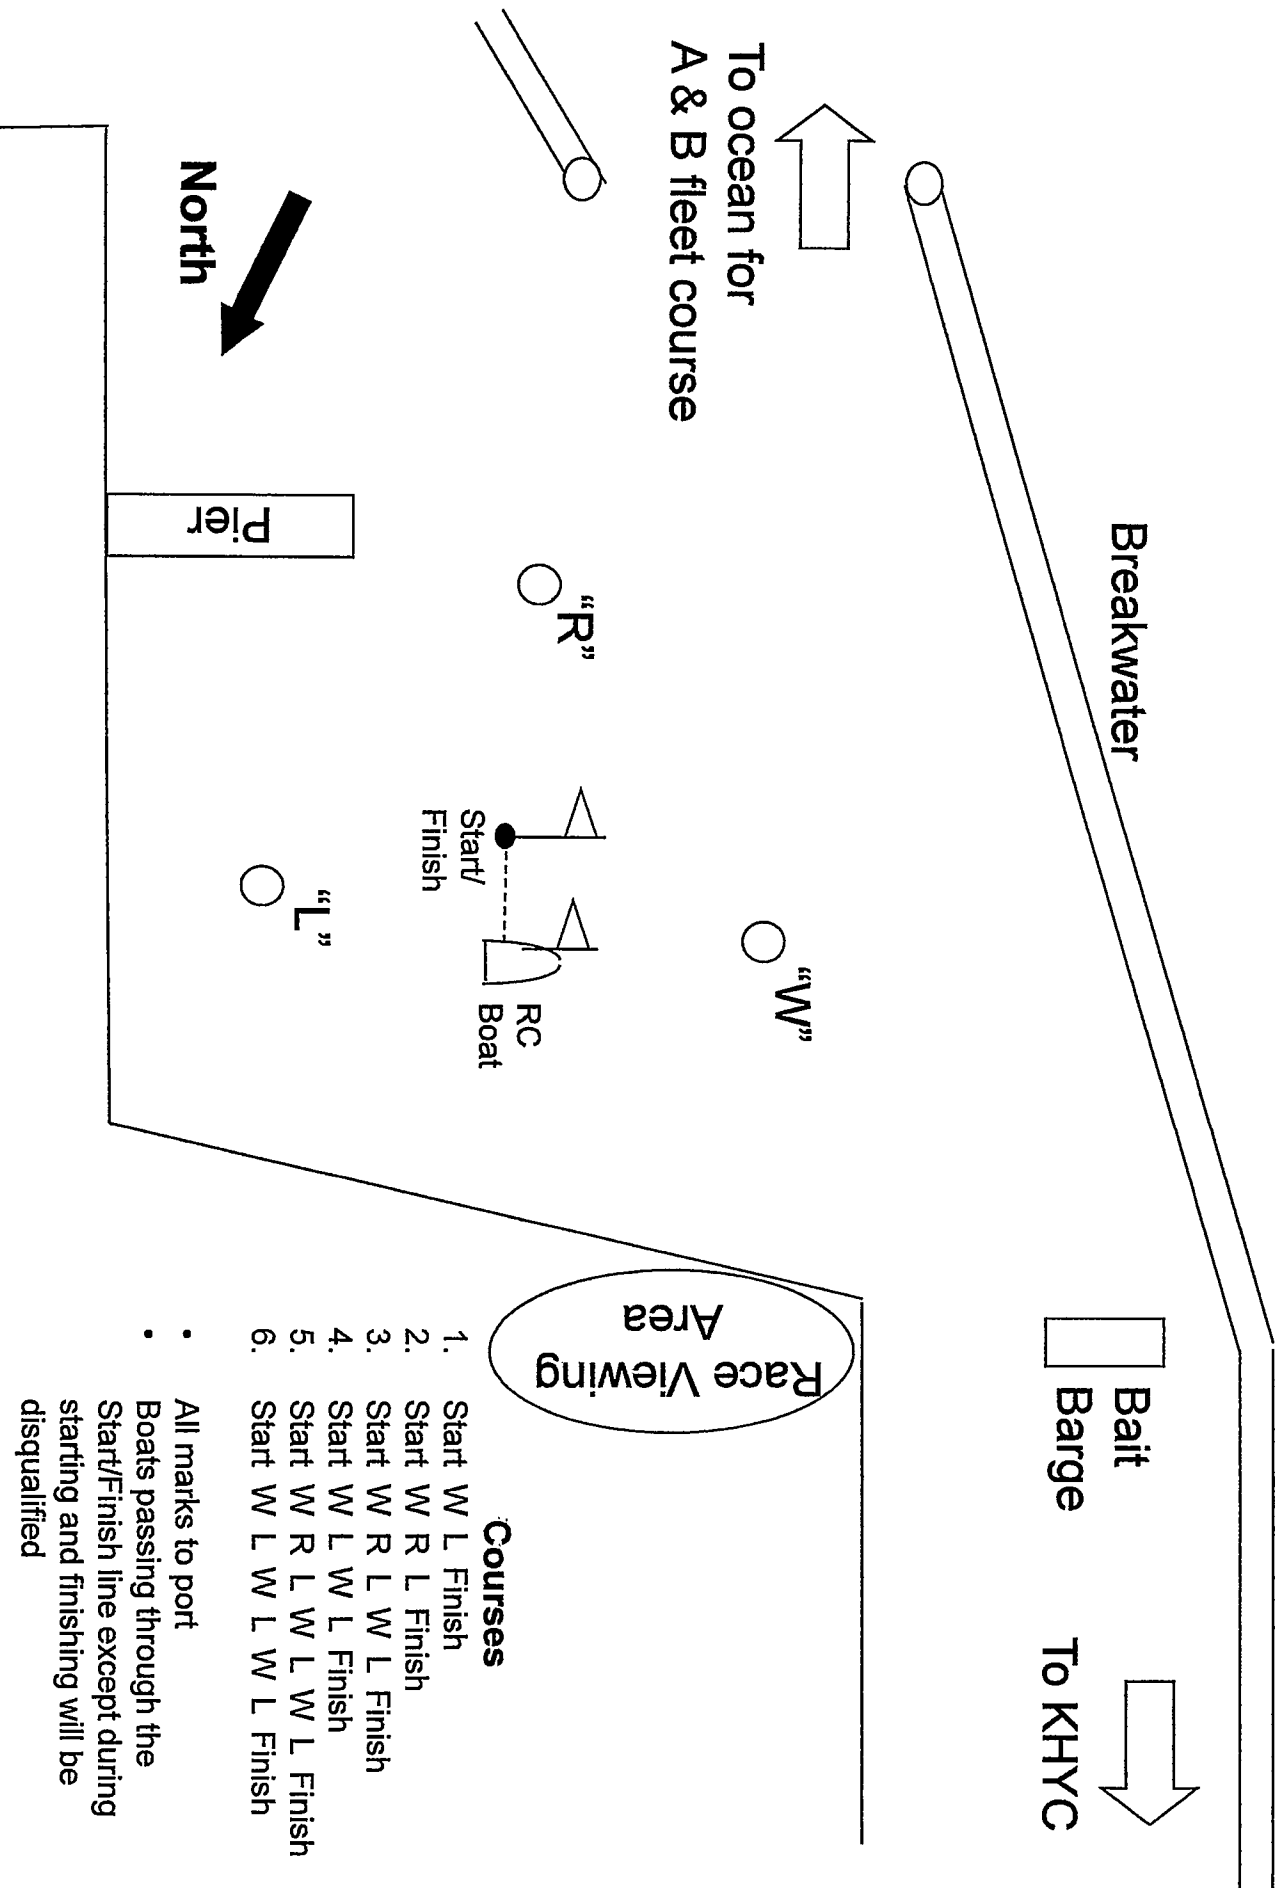 To ocean for
A & B fleet course
Breakwater
Bait
Barge
To KHYC
North
Pier
"R"
"W"
"L"
Start/
Finish
RC
Boat
Race Viewing
Area
Courses
1. Start W L Finish
2. Start W R L Finish
3. Start W R L W L Finish
4. Start W L W L Finish
5. Start W R L W L W L Finish
6. Start W L W L W L Finish
• All marks to port
• Boats passing through the
Start/Finish line except during
starting and finishing will be
disqualified